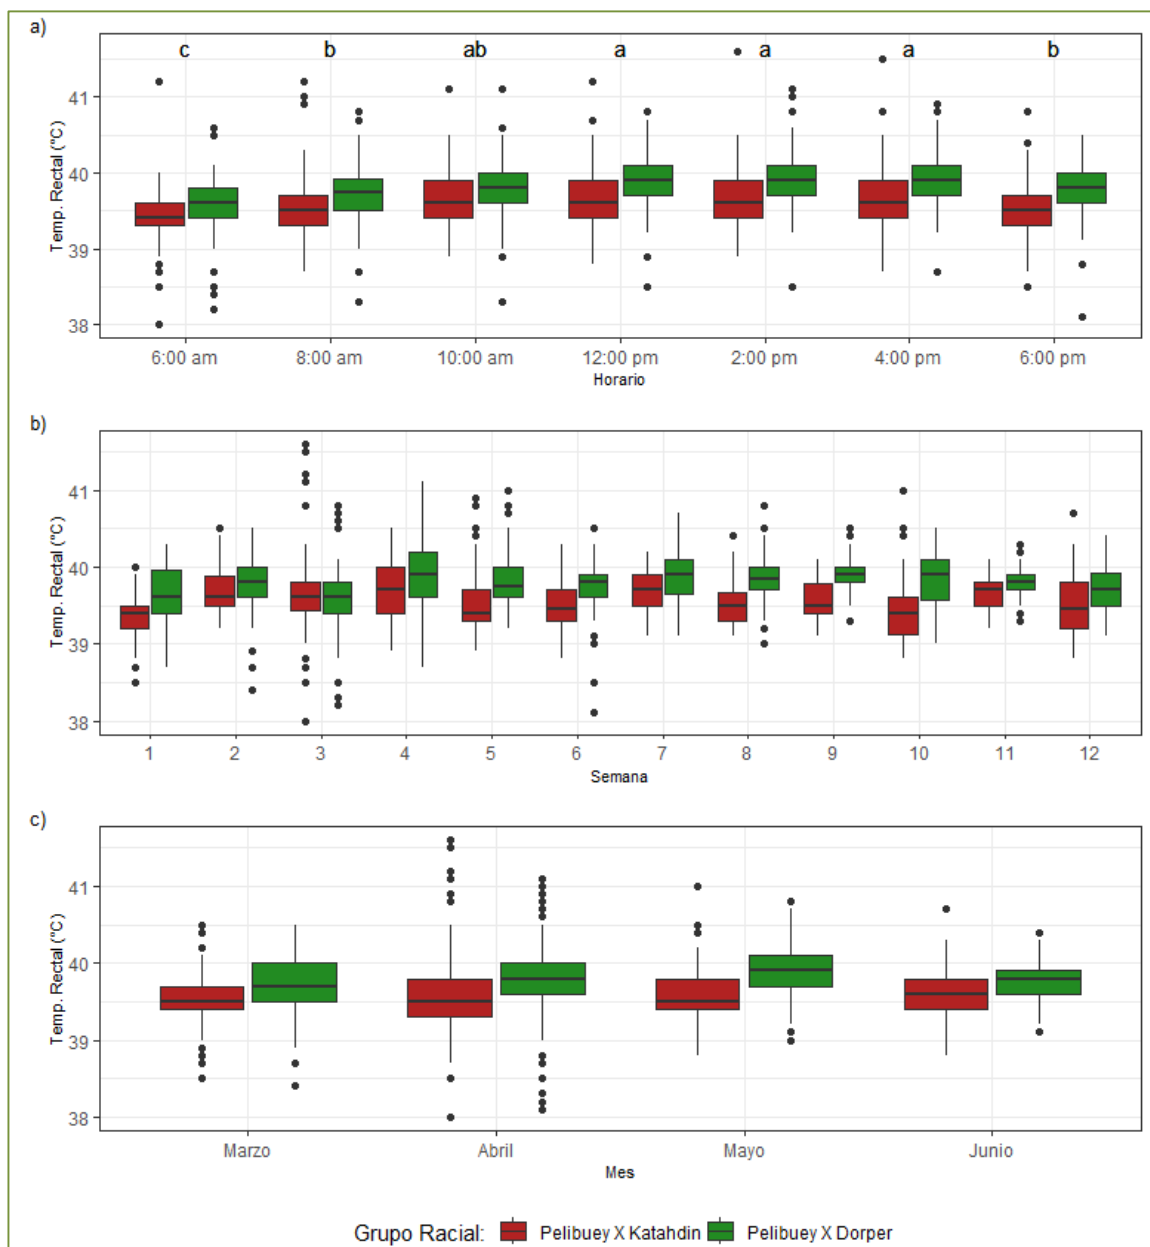 a)
c b ab a a a b
41
40
39
38
Temp. Rectal (°C)
6:00 am 8:00 am 10:00 am 12:00 pm 2:00 pm 4:00 pm 6:00 pm
Horario
b)
41
40
39
38
Temp. Rectal (°C)
1 2 3 4 5 6 7 8 9 10 11 12
Semana
c)
41
40
39
38
Temp. Rectal (°C)
Marzo Abril Mayo Junio
Mes
Grupo Racial: Pelibuey X Katahdin Pelibuey X Dorper